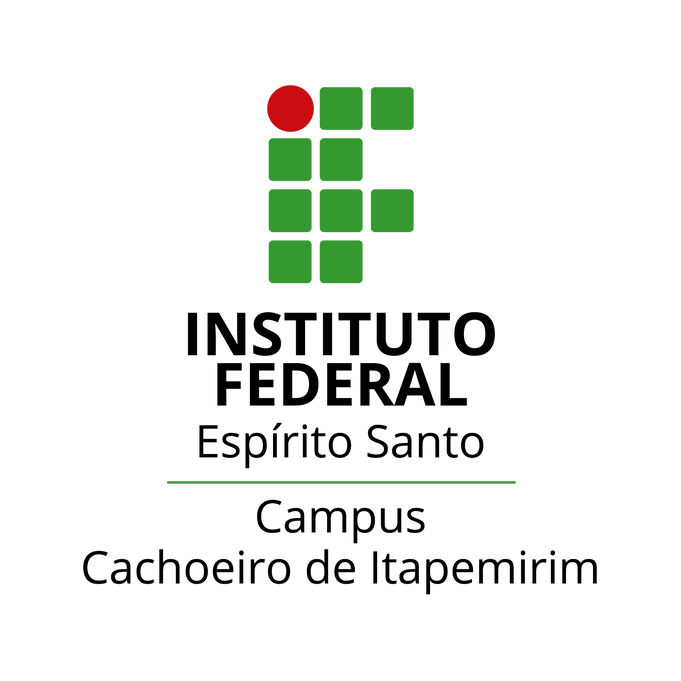 INSTITUTO
FEDERAL
Espírito Santo
Campus
Cachoeiro de Itapemirim